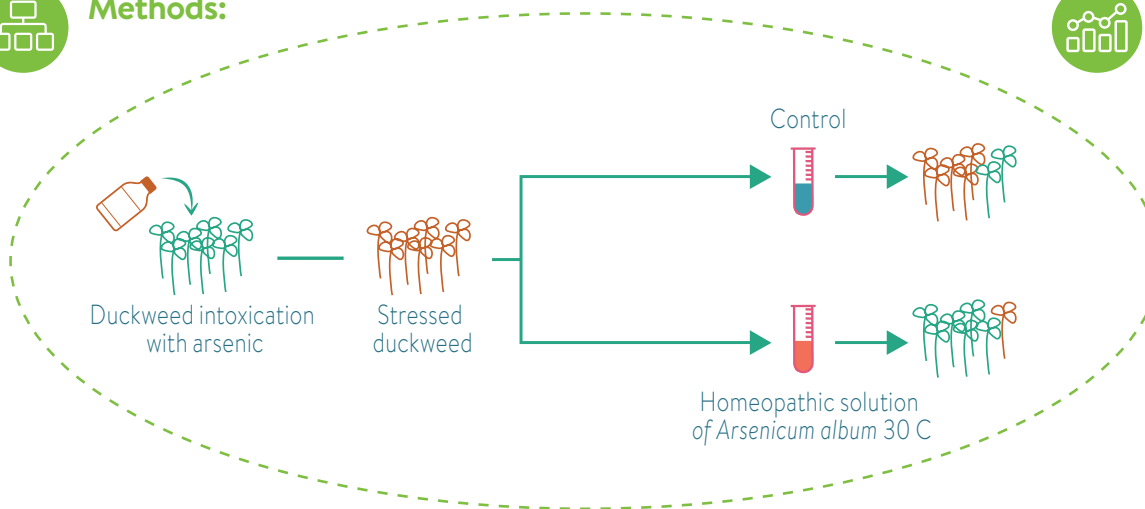 Methods:
Control
Duckweed intoxication
with arsenic
Stressed
duckweed
Homeopathic solution
of Arsenicum album 30 C